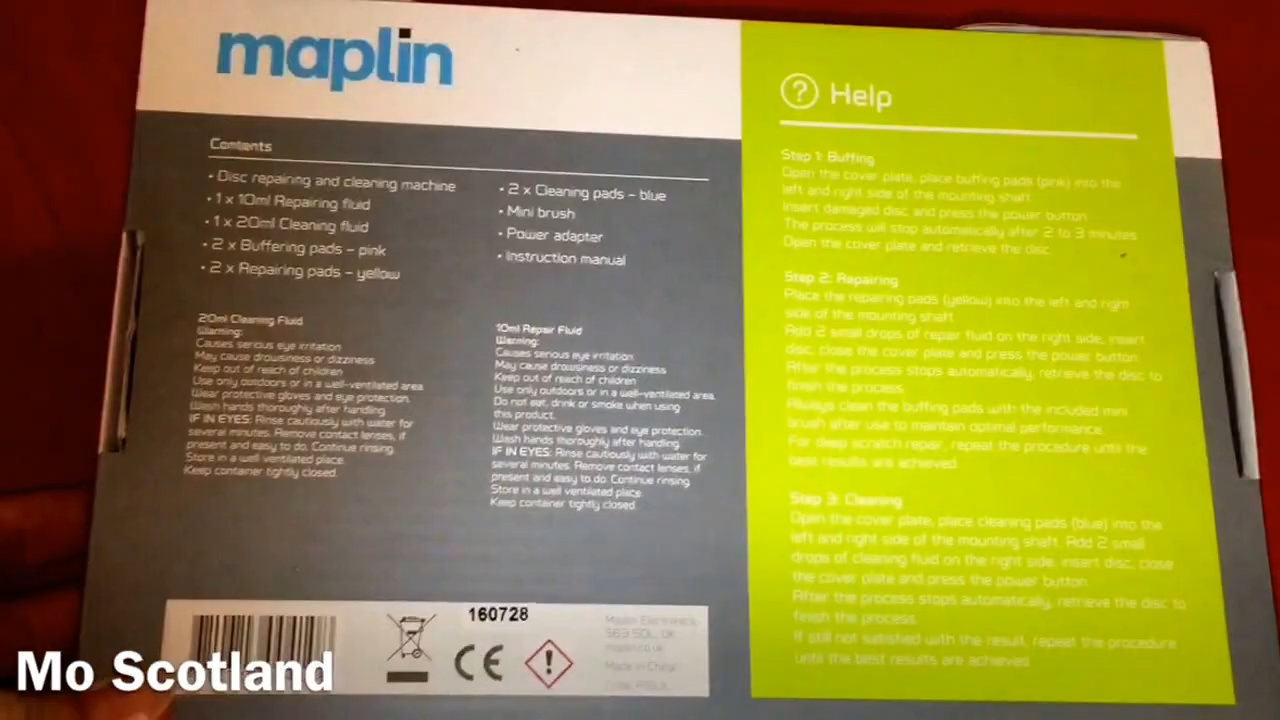 maplin
Contents
• Disc repairing and cleaning machine
• 1 x 10ml Repairing fluid
• 1 x 20ml Cleaning fluid
• 2 x Buffering pads – pink
• 2 x Repairing pads – yellow
• 2 x Cleaning pads – blue
• Mini brush
• Power adapter
• Instruction manual
20ml Cleaning Fluid
Warning:
Causes serious eye irritation
May cause drowsiness or dizziness
Keep out of reach of children
Use only outdoors or in a well-ventilated area
Wear protective gloves and eye protection.
Wash hands thoroughly after handling.
IF IN EYES: Rinse cautiously with water for
several minutes. Remove contact lenses, if
present and easy to do. Continue rinsing.
Store in a well ventilated place.
Keep container tightly closed.
10ml Repair Fluid
Warning:
Causes serious eye irritation
May cause drowsiness or dizziness
Keep out of reach of children
Use only outdoors or in a well-ventilated area.
Do not eat, drink or smoke when using
this product.
Wear protective gloves and eye protection.
Wash hands thoroughly after handling.
IF IN EYES: Rinse cautiously with water for
several minutes. Remove contact lenses, if
present and easy to do. Continue rinsing
Store in a well ventilated place
Keep container tightly closed.
? Help
Step 1: Buffing
Open the cover plate, place buffing pads (pink) into the
left and right side of the mounting shaft.
Insert damaged disc and press the power button.
The process will stop automatically after 2 to 3 minutes.
Open the cover plate and retrieve the disc.
Step 2: Repairing
Place the repairing pads (yellow) into the left and right
side of the mounting shaft.
Add 2 small drops of repair fluid on the right side, insert
disc, close the cover plate and press the power button.
After the process stops automatically, retrieve the disc to
finish the process.
Always clean the buffing pads with the included mini
brush after use to maintain optimal performance.
For deep scratch repair, repeat the procedure until the
best results are achieved.
Step 3: Cleaning
Open the cover plate, place cleaning pads (blue) into the
left and right side of the mounting shaft. Add 2 small
drops of cleaning fluid on the right side, insert disc, close
the cover plate and press the power button.
After the process stops automatically, retrieve the disc to
finish the process.
If still not satisfied with the result, repeat the procedure
until the best results are achieved.
160728
CE
Maplin Electronics,
S63 5DL, UK
maplin.co.uk
Made in China
Mo Scotland